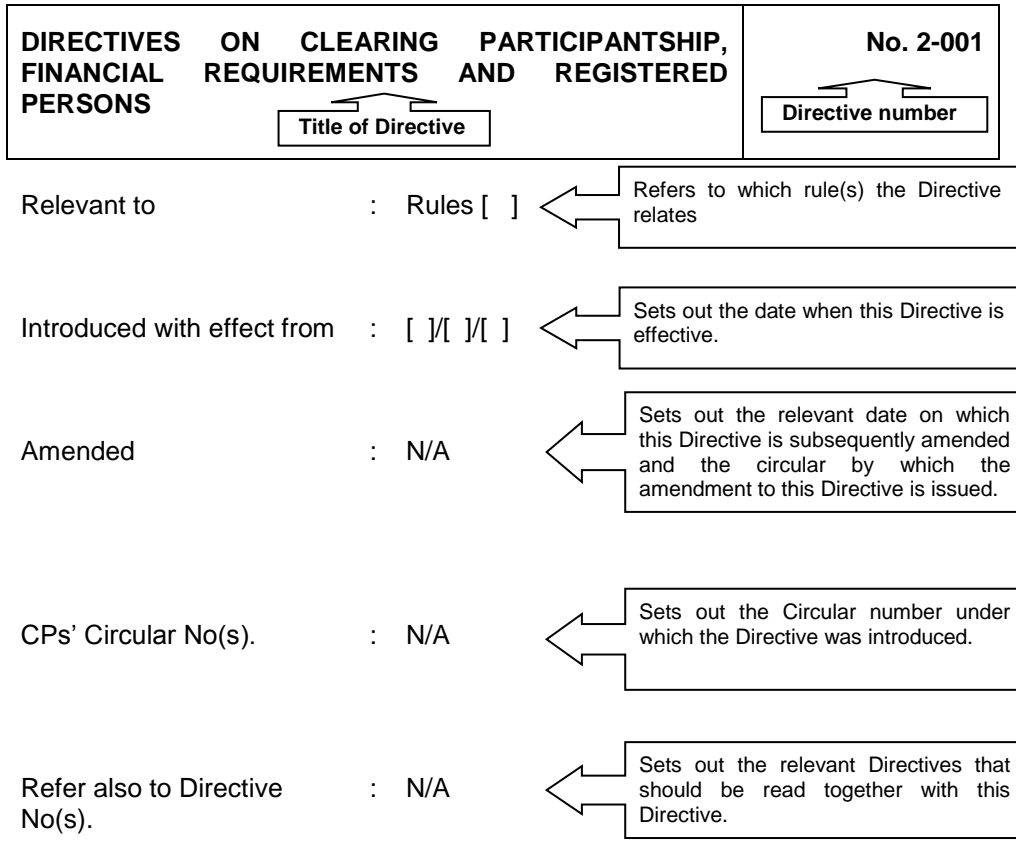 DIRECTIVES ON CLEARING PARTICIPANTSHIP,
FINANCIAL REQUIREMENTS AND REGISTERED
PERSONS
Title of Directive
No. 2-001
Directive number
Relevant to : Rules [ ]
Refers to which rule(s) the Directive
relates
Introduced with effect from : [ ]/[ ]/[ ]
Sets out the date when this Directive is
effective.
Amended : N/A
Sets out the relevant date on which
this Directive is subsequently amended
and the circular by which the
amendment to this Directive is issued.
CPs’ Circular No(s). : N/A
Sets out the Circular number under
which the Directive was introduced.
Refer also to Directive : N/A
No(s).
Sets out the relevant Directives that
should be read together with this
Directive.